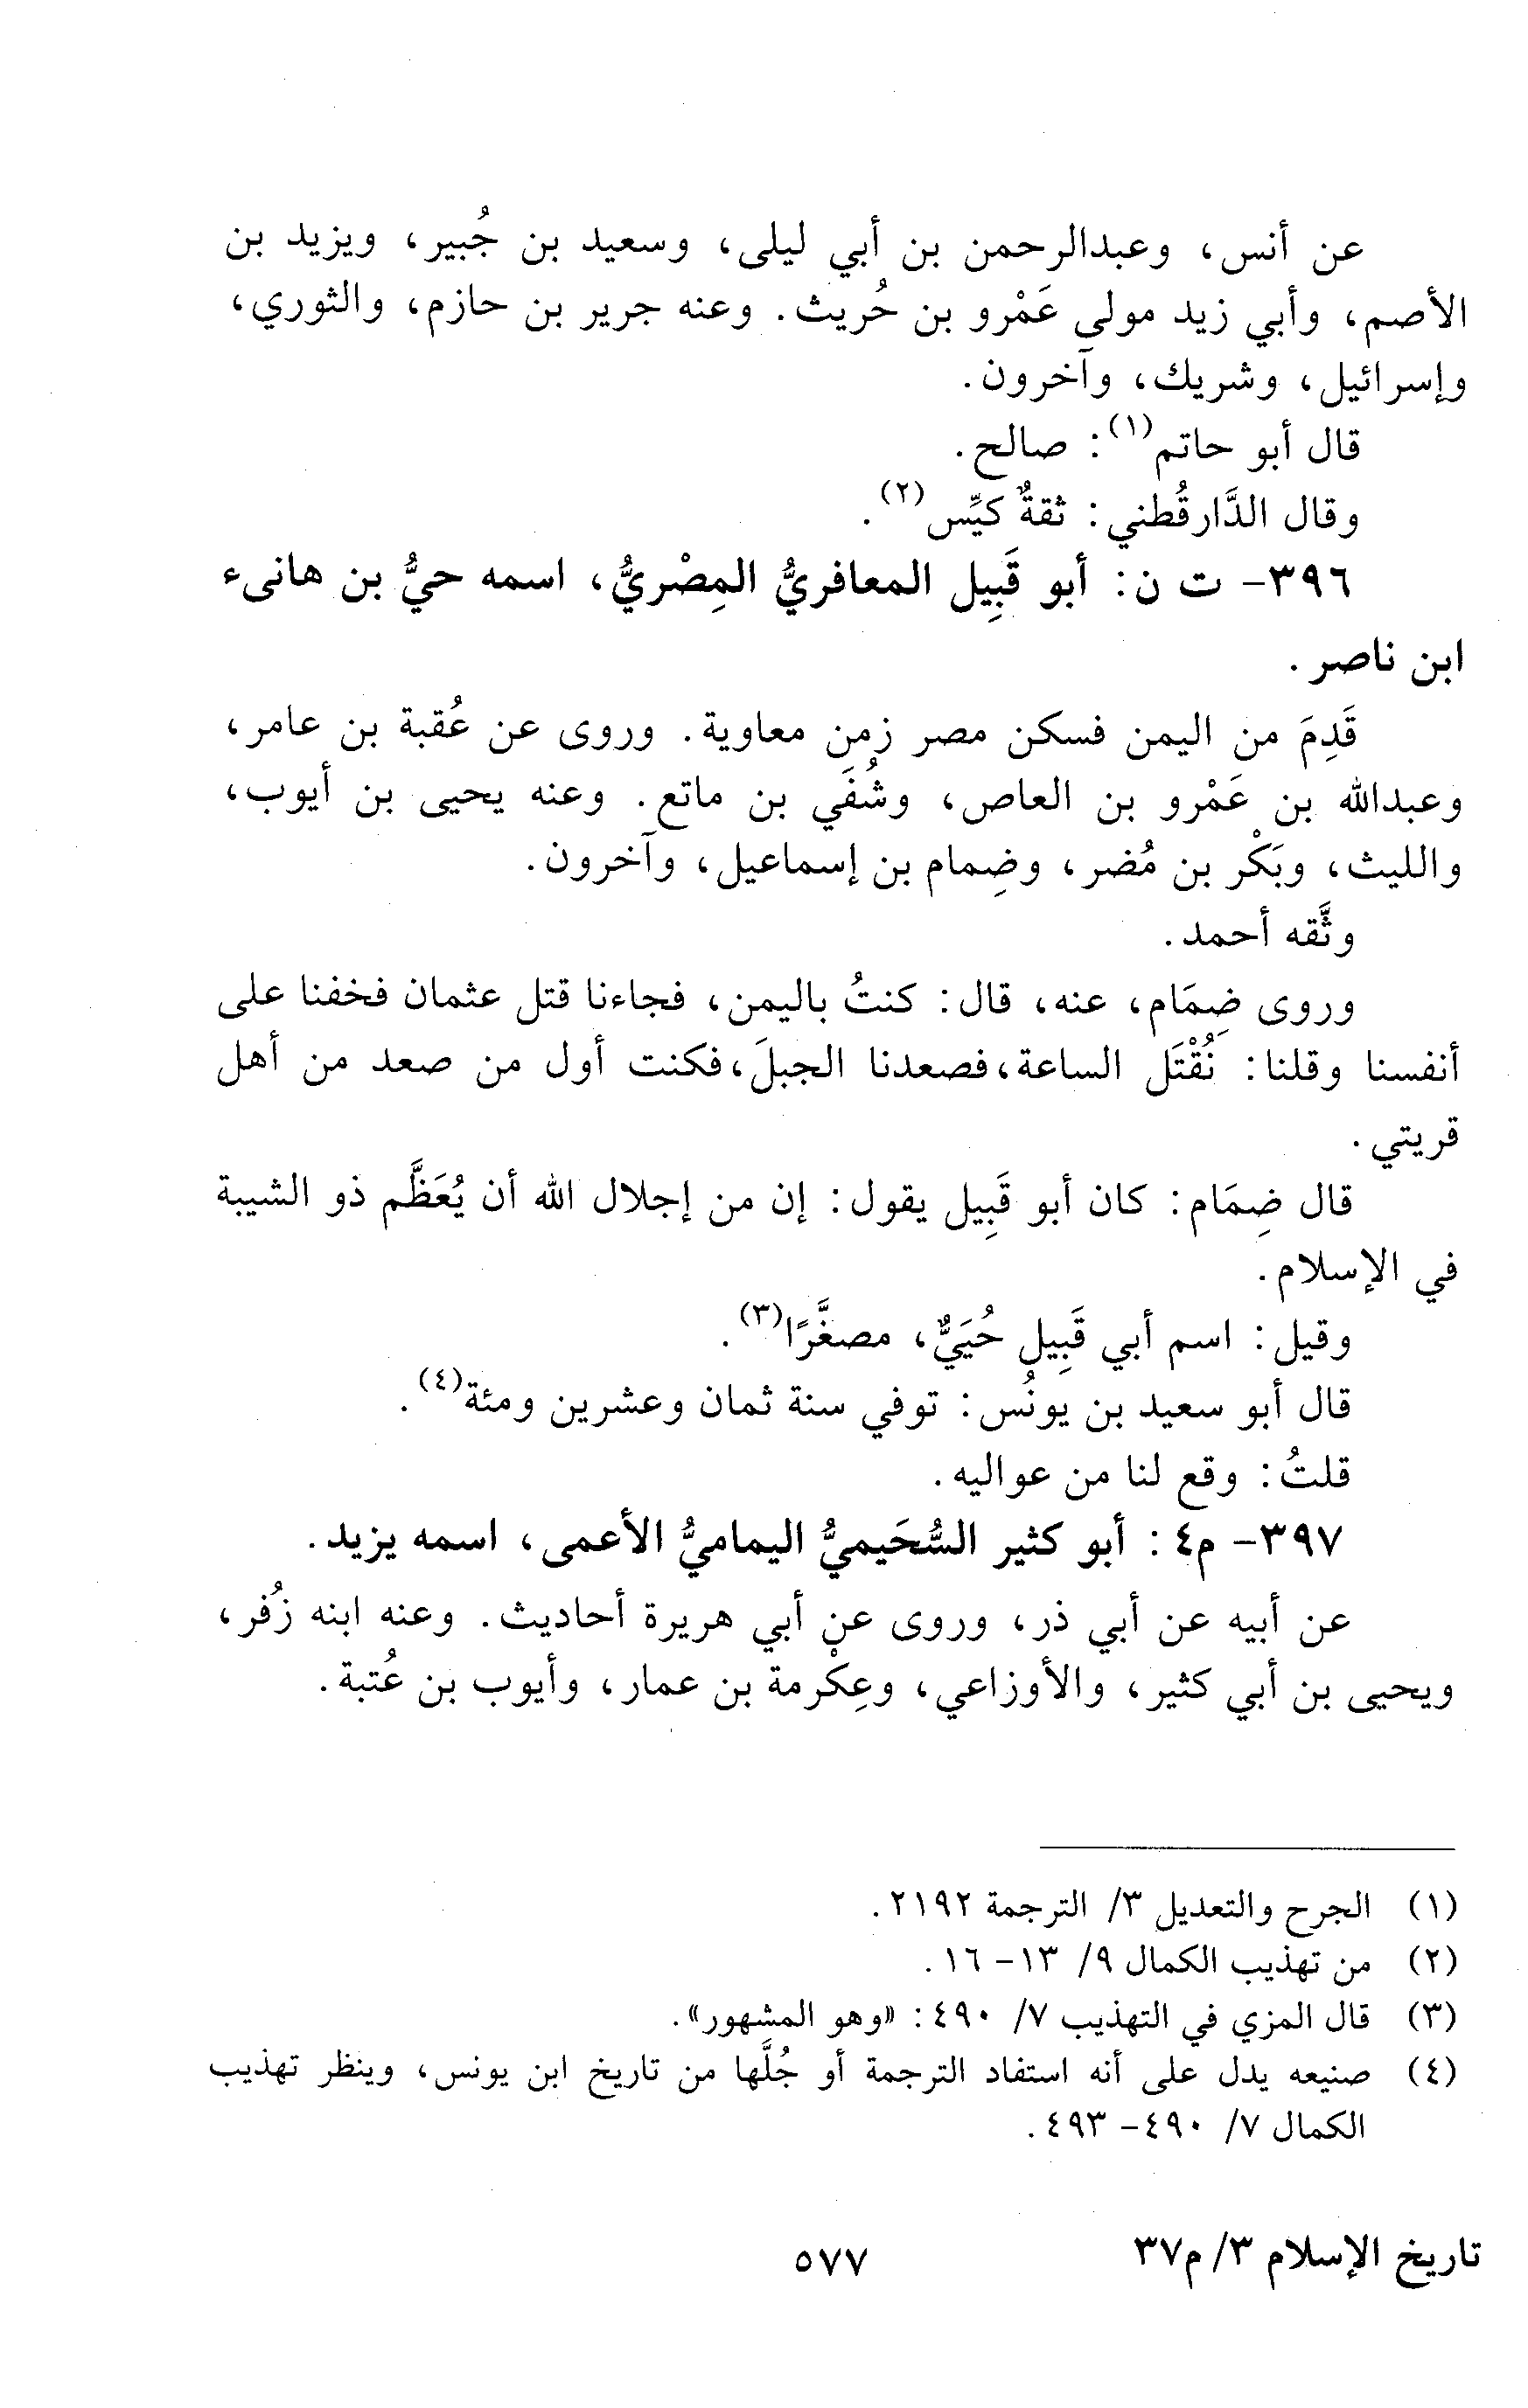 عن أنس، وعبدالرحمن بن أبي ليلى، وسعيد بن جُبير، ويزيد بن
الأصم، وأبي زيد مولى عَمْرو بن حُريث. وعنه جرير بن حازم، والثوري،
وإسرائيل، وشريك، وآخرون.
قال أبو حاتم(١): صالح.
وقال الدَّارقُطني: ثقةٌ كيِّس(٢).
٣٩٦- ت ن: أبو قَبِيل المعافريُّ المِصْريُّ، اسمه حيُّ بن هانىء
ابن ناصر.
قَدِمَ من اليمن فسكن مصر زمن معاوية. وروى عن عُقبة بن عامر،
وعبدالله بن عَمْرو بن العاص، وشُفَي بن ماتع. وعنه يحيى بن أيوب،
والليث، وبَكْر بن مُضر، وضِمام بن إسماعيل، وآخرون.
وثَّقه أحمد.
وروى ضِمَام، عنه، قال: كنتُ باليمن، فجاءنا قتل عثمان فخفنا على
أنفسنا وقلنا: نُقْتَل الساعة،فصعدنا الجبلَ،فكنت أول من صعد من أهل
قريتي.
قال ضِمَام: كان أبو قَبِيل يقول: إن من إجلال الله أن يُعَظَّم ذو الشيبة
في الإسلام.
وقيل: اسم أبي قَبِيل حُيَيٌّ، مصغَّرًا(٣).
قال أبو سعيد بن يونُس: توفي سنة ثمان وعشرين ومئة(٤).
قلتُ: وقع لنا من عواليه.
٣٩٧- م٤: أبو كثير السُّحَيميُّ اليماميُّ الأعمى، اسمه يزيد.
عن أبيه عن أبي ذر، وروى عن أبي هريرة أحاديث. وعنه ابنه زُفر،
ويحيى بن أبي كثير، والأوزاعي، وعِكْرمة بن عمار، وأيوب بن عُتبة.
(١) الجرح والتعديل ٣/ الترجمة ٢١٩٢.
(٢) من تهذيب الكمال ٩/ ١٣- ١٦.
(٣) قال المزي في التهذيب ٧/ ٤٩٠: «وهو المشهور».
(٤) صنيعه يدل على أنه استفاد الترجمة أو جُلَّها من تاريخ ابن يونس، وينظر تهذيب
الكمال ٧/ ٤٩٠- ٤٩٣.
تاريخ الإسلام ٣/ م٣٧
٥٧٧